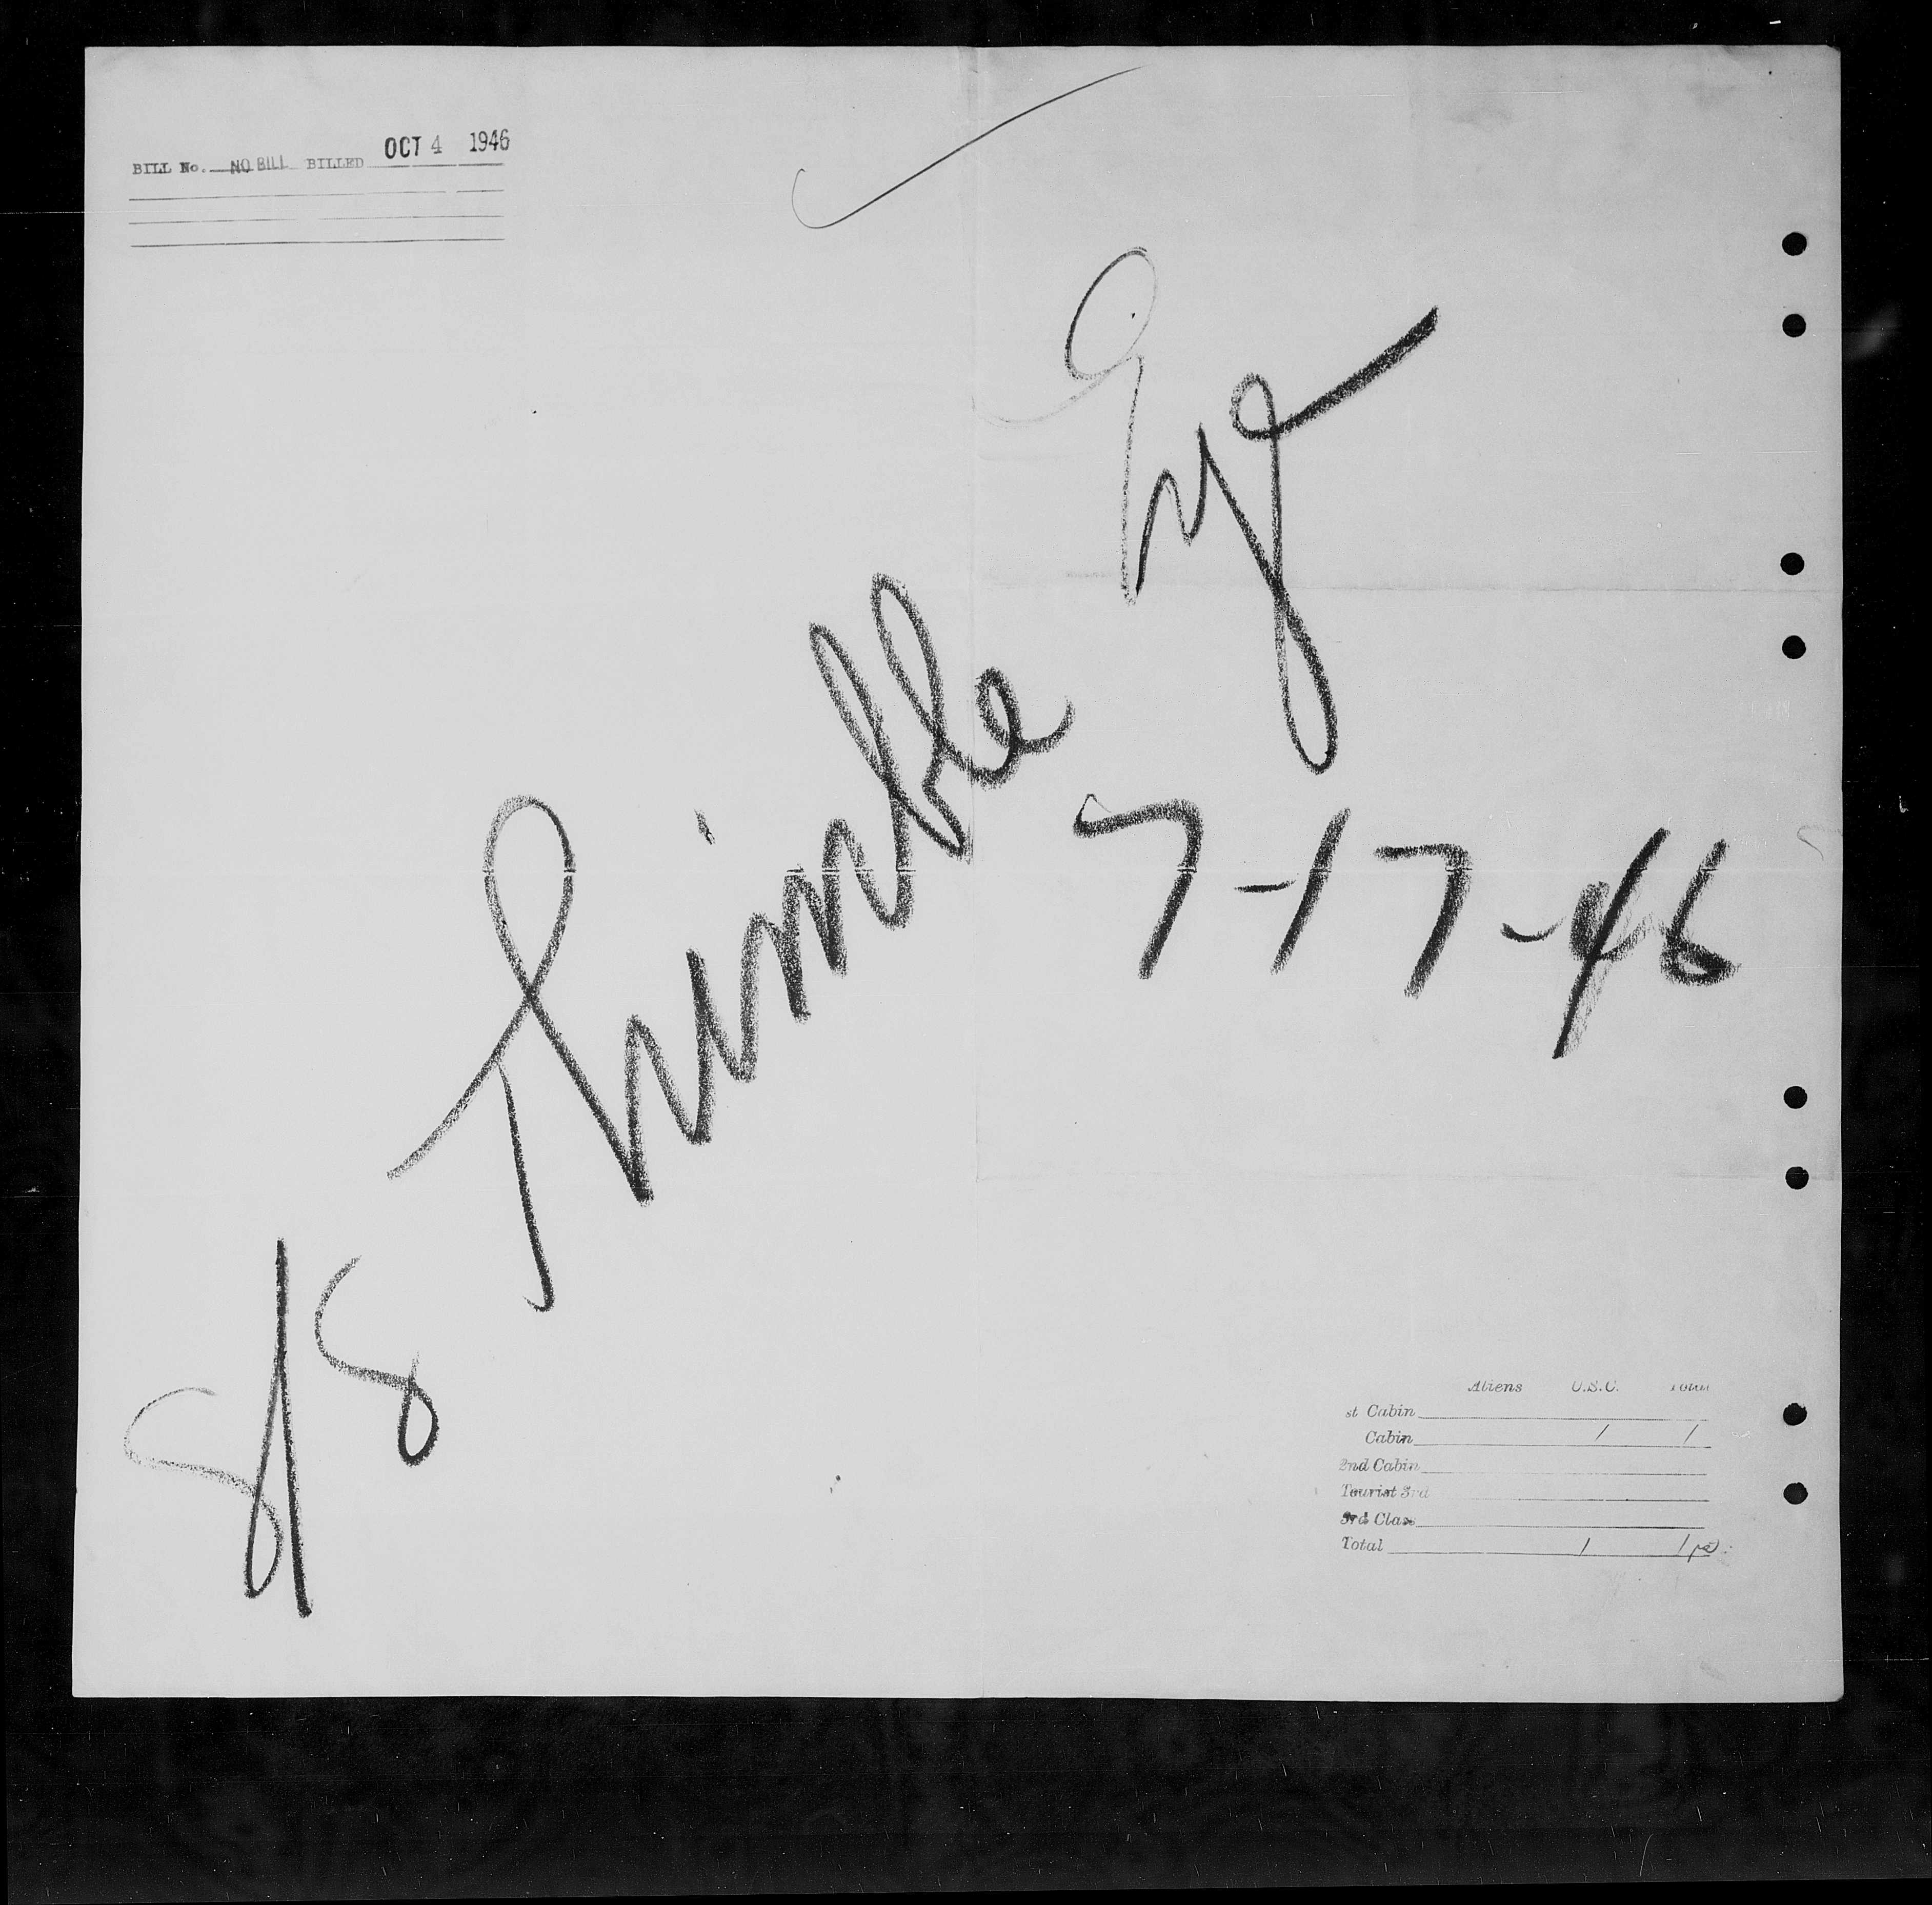 BILL No. NO BILL BILLED OCT 4 1946
S/S Thimble Eye
7-17-46
Aliens U.S.C. Total
st Cabin
Cabin 1 1
2nd Cabin
Tourist 3rd
3rd Class
Total 1 1